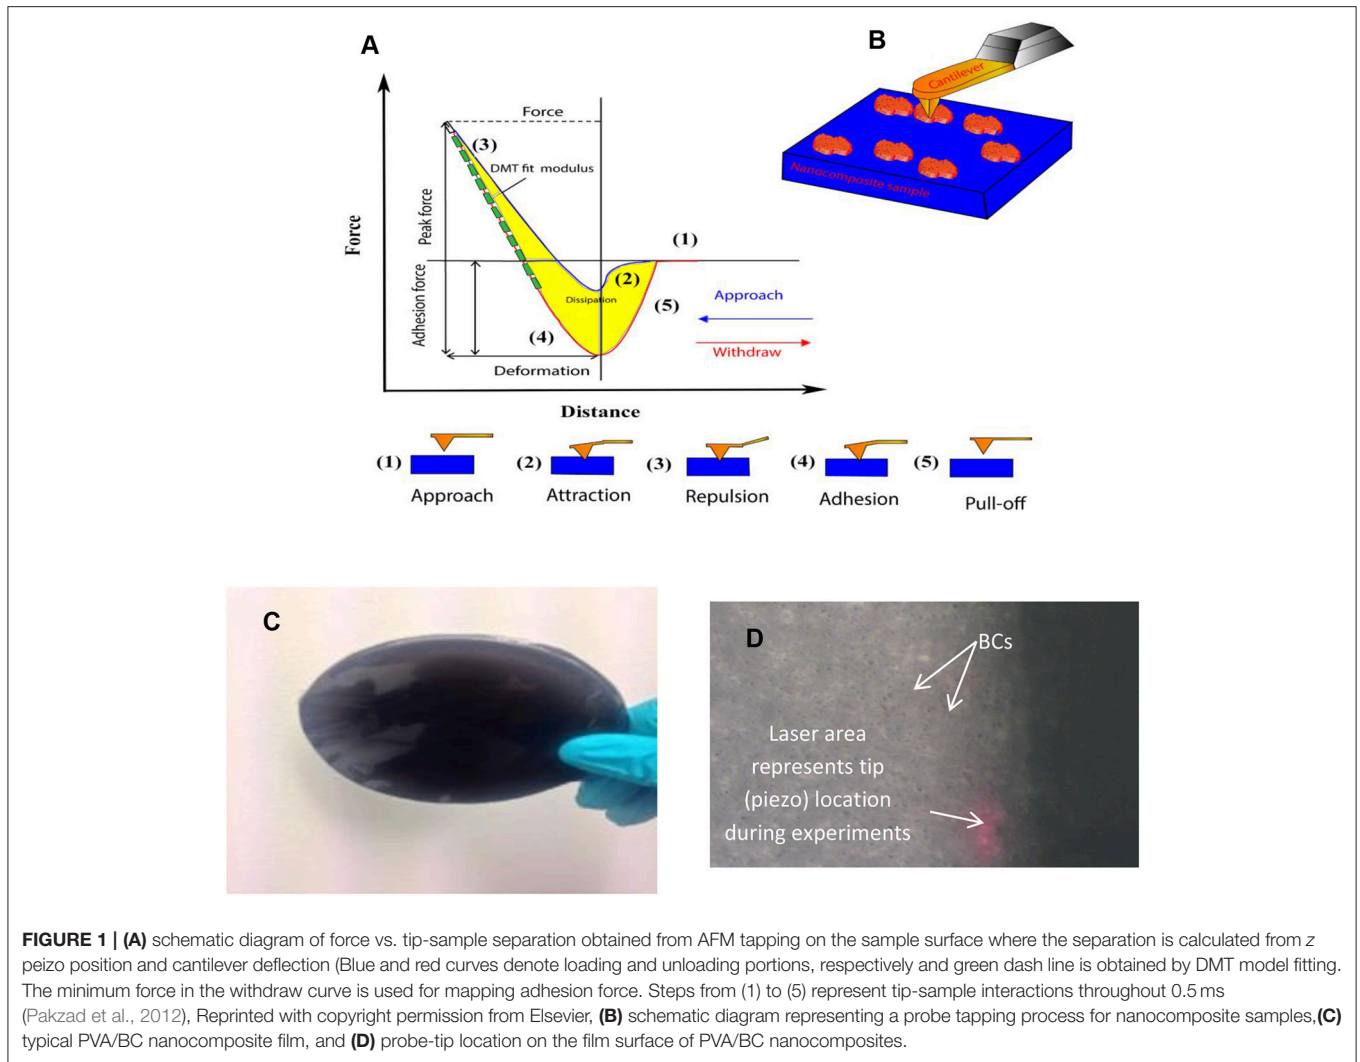 A
B
Cantilever
Nanocomposite sample
Force
(3)
DMT fit modulus
Peak force
Force
(1)
(2)
Adhesion force
Dissipation
(5)
Approach
(4)
Withdraw
Deformation
Distance
(1)
(2)
(3)
(4)
(5)
Approach
Attraction
Repulsion
Adhesion
Pull-off
C
D
BCs
Laser area
represents tip
(piezo) location
during experiments
FIGURE 1 | (A) schematic diagram of force vs. tip-sample separation obtained from AFM tapping on the sample surface where the separation is calculated from z
peizo position and cantilever deflection (Blue and red curves denote loading and unloading portions, respectively and green dash line is obtained by DMT model fitting.
The minimum force in the withdraw curve is used for mapping adhesion force. Steps from (1) to (5) represent tip-sample interactions throughout 0.5 ms
(Pakzad et al., 2012), Reprinted with copyright permission from Elsevier, (B) schematic diagram representing a probe tapping process for nanocomposite samples,(C)
typical PVA/BC nanocomposite film, and (D) probe-tip location on the film surface of PVA/BC nanocomposites.